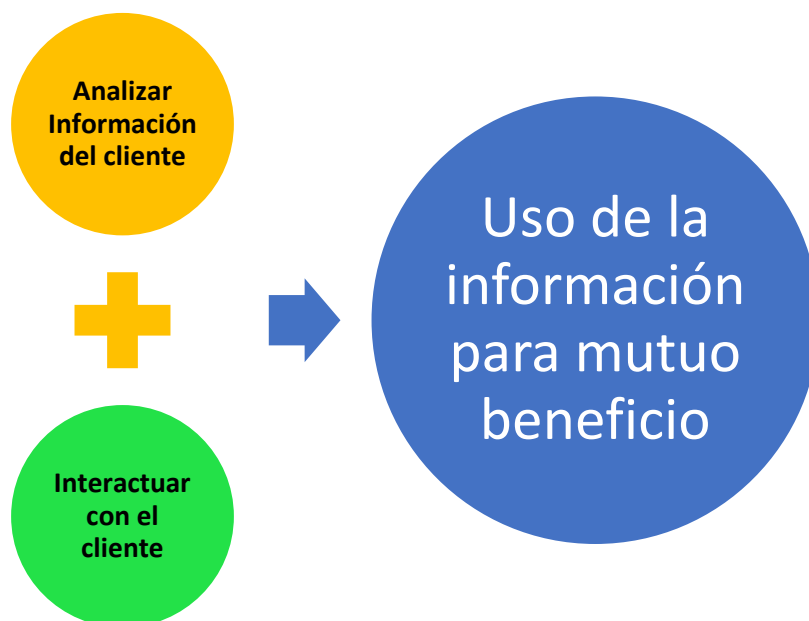 Analizar
Información
del cliente
Interactuar
con el
cliente
Uso de la
información
para mutuo
beneficio